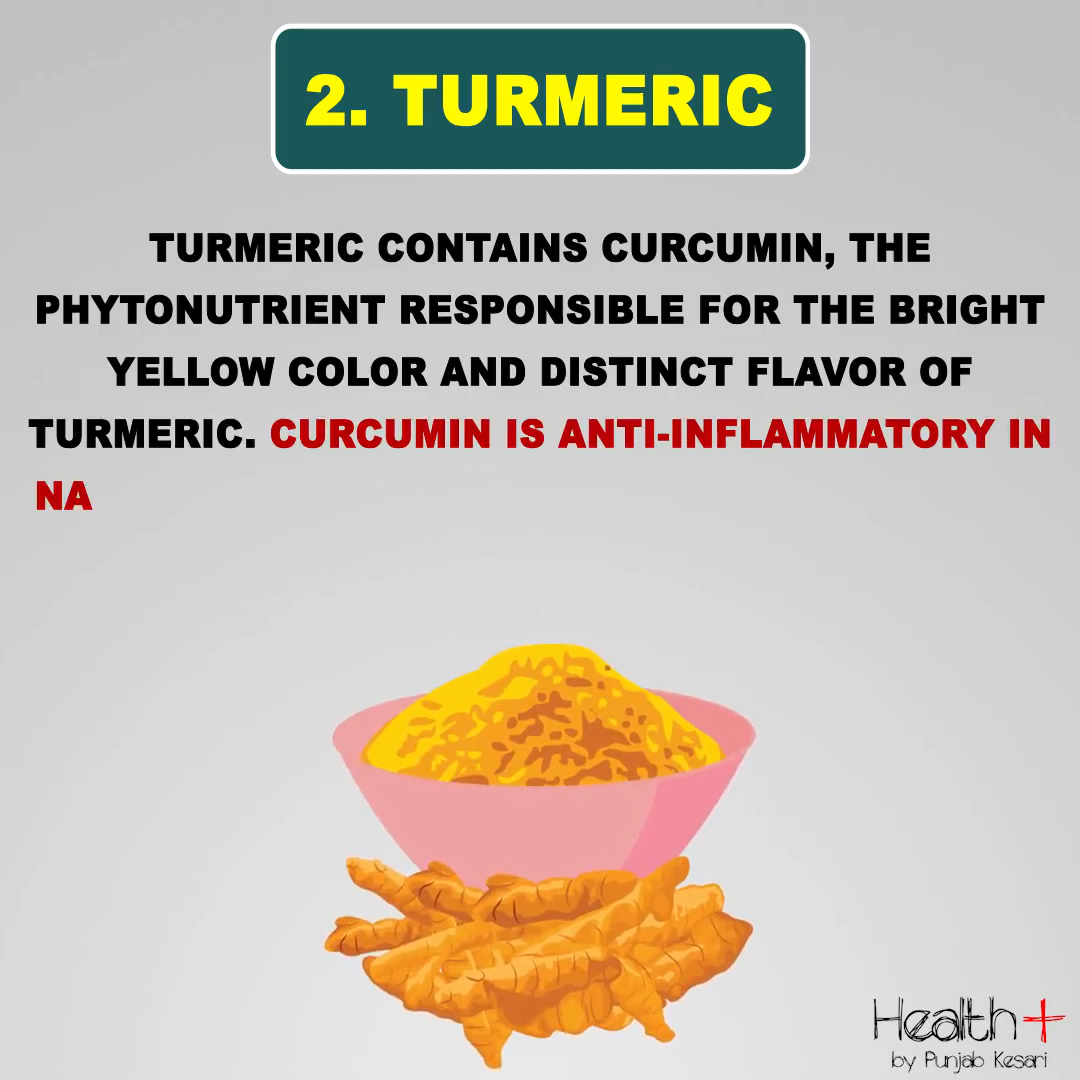 2. TURMERIC
TURMERIC CONTAINS CURCUMIN, THE
PHYTONUTRIENT RESPONSIBLE FOR THE BRIGHT
YELLOW COLOR AND DISTINCT FLAVOR OF
TURMERIC. CURCUMIN IS ANTI-INFLAMMATORY IN
NA
Health+
by Punjab Kesari